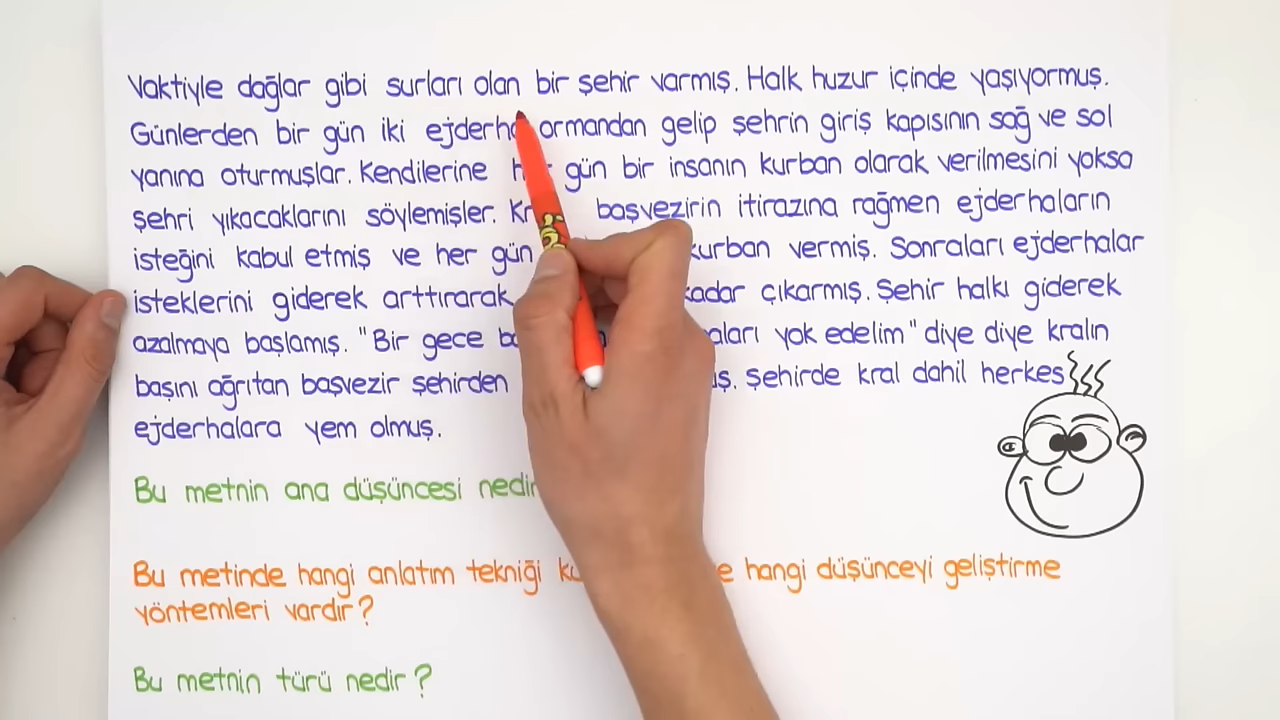 Vaktiyle dağlar gibi surları olan bir şehir varmış. Halk huzur içinde yaşıyormuş.
Günlerden bir gün iki ormandan gelip şehrin giriş kapısının sağ ve sol
yanına oturmuşlar. Kendilerine gün bir insanın kurban olarak verilmesini yoksa
şehri yıkacaklarını söylemişler. başvezirin itirazına rağmen ejderhaların
isteğini kabul etmiş ve her gün kurban vermiş. Sonraları ejderhalar
isteklerini giderek arttırarak kadar çıkarmış. Şehir halkı giderek
azalmaya başlamış. "Bir gece yok edelim" diye diye kralın
başını ağrıtan başvezir şehirden Şehirde kral dahil herkes
ejderhalara yem olmuş.
Bu metnin ana düşüncesi nedir
Bu metinde hangi anlatım tekniği hangi düşünceyi geliştirme
yöntemleri vardır?
Bu metnin türü nedir?